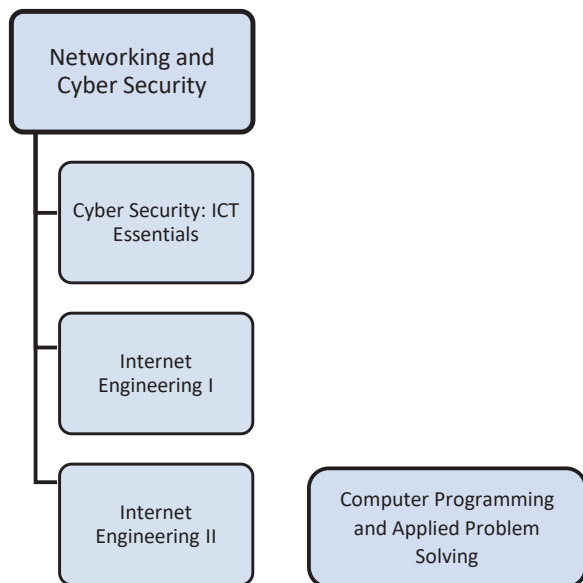 Networking and
Cyber Security
Cyber Security: ICT
Essentials
Internet
Engineering I
Internet
Engineering II
Computer Programming
and Applied Problem
Solving